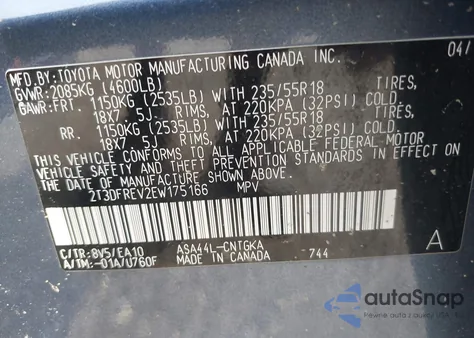 MFD.BY:TOYOTA MOTOR MANUFACTURING CANADA INC. 04/
GVWR:2085KG (4600LB)
GAWR:FRT. 1150KG (2535LB) WITH 235/55R18 TIRES,
18X7.5J RIMS, AT 220KPA (32PSI) COLD.
RR. 1150KG (2535LB) WITH 235/55R18 TIRES,
18X7.5J RIMS, AT 220KPA (32PSI) COLD.
THIS VEHICLE CONFORMS TO ALL APPLICABLE FEDERAL MOTOR
VEHICLE SAFETY AND THEFT PREVENTION STANDARDS IN EFFECT ON
THE DATE OF MANUFACTURE SHOWN ABOVE.
2T3DFREV2EW175166 MPV
C/TR:8V5/EA10 ASA44L-CNTGKA A
A/TM:-01A/U760F MADE IN CANADA 744
autoSnap